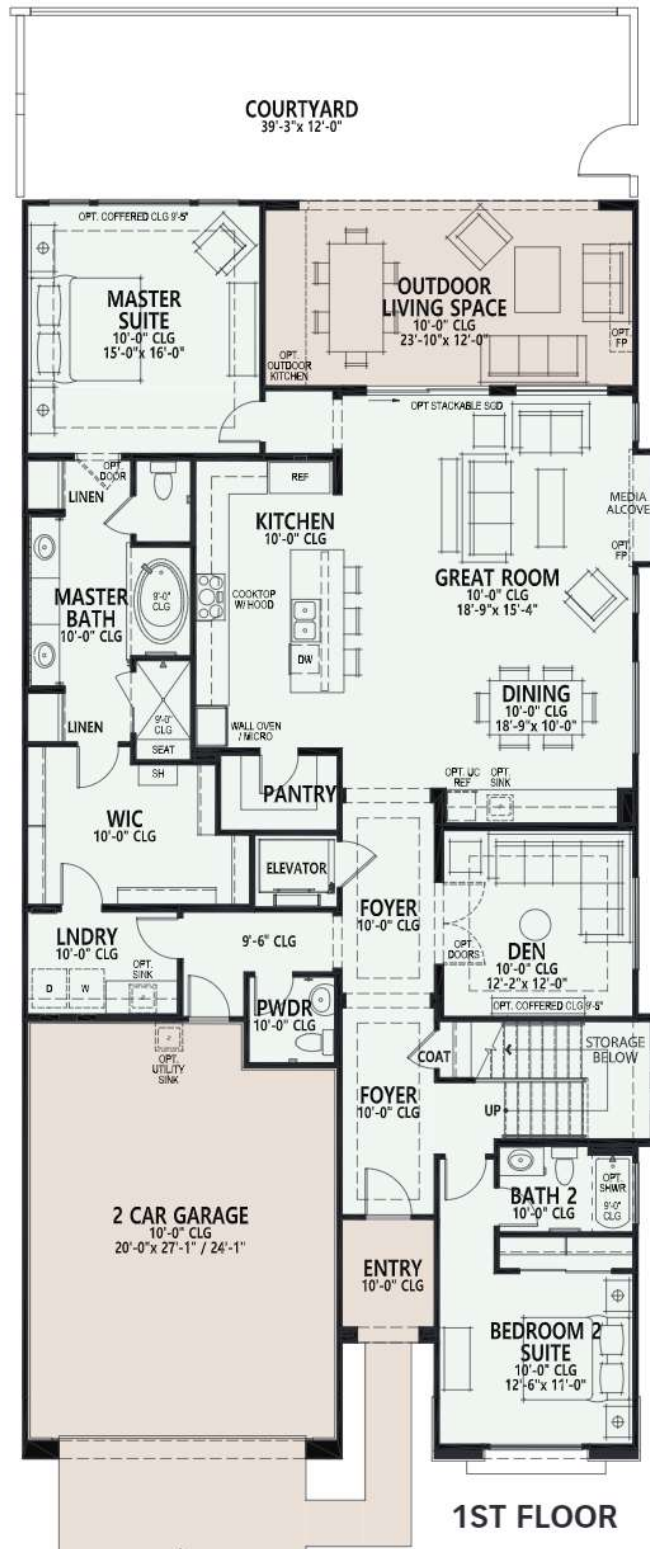 COURTYARD
39'-3"x 12'-0"
OPT. COFFERED CLG 9'-5"
MASTER
SUITE
10'-0" CLG
15'-0"x 16'-0"
OUTDOOR
LIVING SPACE
10'-0" CLG
23'-10"x 12'-0"
OPT.
OUTDOOR
KITCHEN
OPT.
FP
OPT STACKABLE SGD
OPT.
DOOR
LINEN
REF
KITCHEN
10'-0" CLG
MEDIA
ALCOVE
OPT.
FP
GREAT ROOM
10'-0" CLG
18'-9"x 15'-4"
MASTER
BATH
10'-0" CLG
9'-0"
CLG
COOKTOP
W/HOOD
DW
DINING
10'-0" CLG
18'-9"x 10'-0"
LINEN
9'-0"
CLG
SEAT
WALL OVEN
/ MICRO
SH
PANTRY
OPT. UC
REF
OPT.
SINK
WIC
10'-0" CLG
ELEVATOR
FOYER
10'-0" CLG
OPT.
DOORS
DEN
10'-0" CLG
12'-2"x 12'-0"
OPT. COFFERED CLG 9'-5"
LNDRY
10'-0" CLG
9'-6" CLG
D
W
OPT.
SINK
PWDR
10'-0" CLG
OPT.
UTILITY
SINK
COAT
STORAGE
BELOW
FOYER
10'-0" CLG
UP
BATH 2
10'-0" CLG
OPT.
SHWR
9'-0"
CLG
2 CAR GARAGE
10'-0" CLG
20'-0"x 27'-1" / 24'-1"
ENTRY
10'-0" CLG
BEDROOM 2
SUITE
10'-0" CLG
12'-6"x 11'-0"
1ST FLOOR